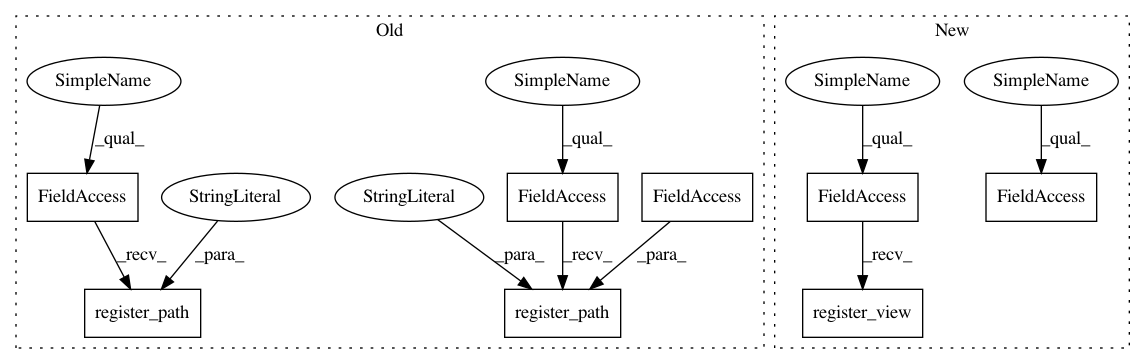 Old
New
SimpleName
SimpleName
SimpleName
SimpleName
_qual_
_qual_
_qual_
_qual_
FieldAccess
StringLiteral
StringLiteral
FieldAccess
FieldAccess
FieldAccess
FieldAccess
_recv_
_para_
_para_
_recv_
_para_
_recv_
register_path
register_path
register_view